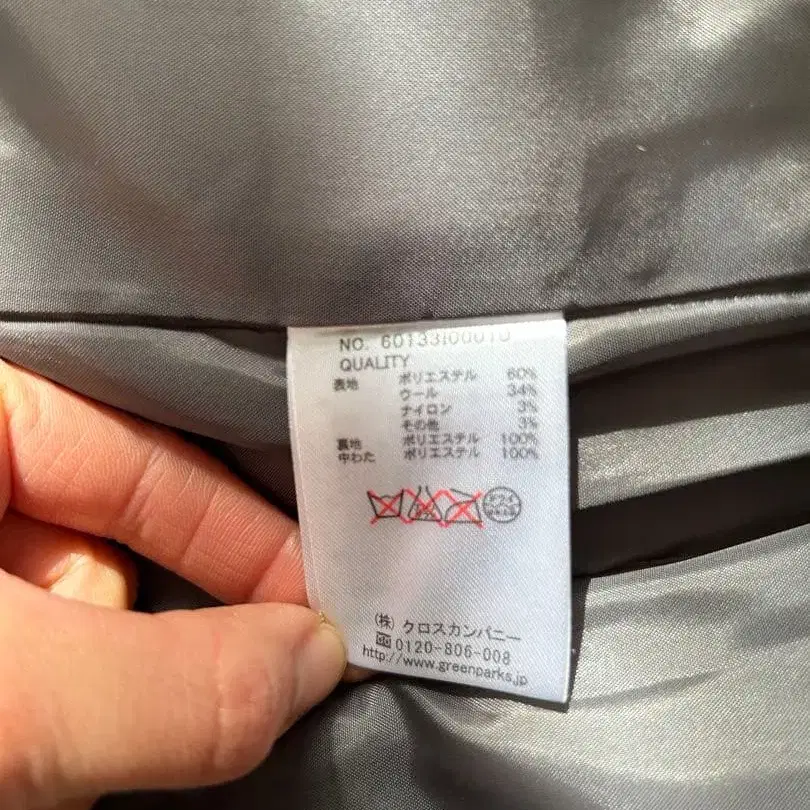 NO. 60133I00010
QUALITY
表地 ポリエステル 60%
ウール 34%
ナイロン 3%
その他 3%
裏地 ポリエステル 100%
中わた ポリエステル 100%
ドライ
(株) クロスカンパニー
0120-806-008
http://www.greenparks.jp